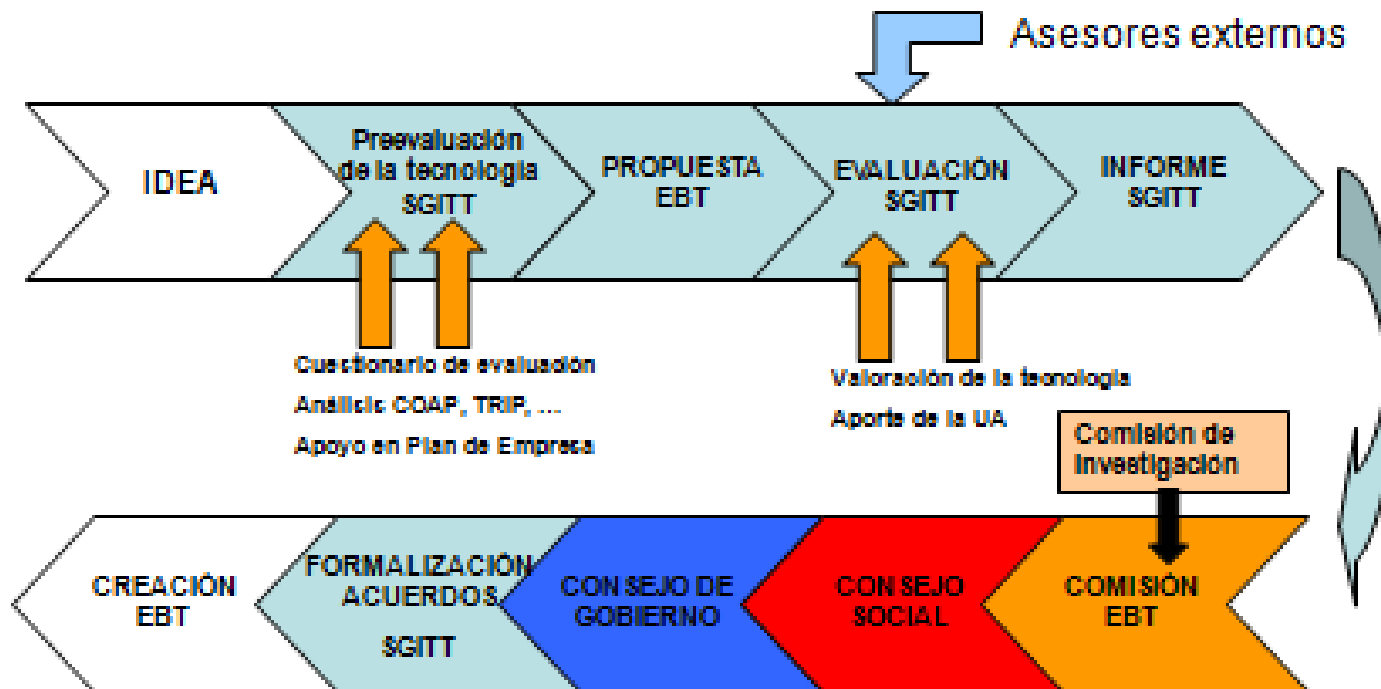 Asesores externos
IDEA
Preevaluación
de la tecnología
SGITT
PROPUESTA
EBT
EVALUACIÓN
SGITT
INFORME
SGITT
Cuestionario de evaluación
Análisis COAP, TRIP, ...
Apoyo en Plan de Empresa
Valoración de la tecnología
Aporte de la UA
Comisión de
Investigación
COMISIÓN
EBT
CONSEJO
SOCIAL
CONSEJO DE
GOBIERNO
FORMALIZACIÓN
ACUERDOS
SGITT
CREACIÓN
EBT